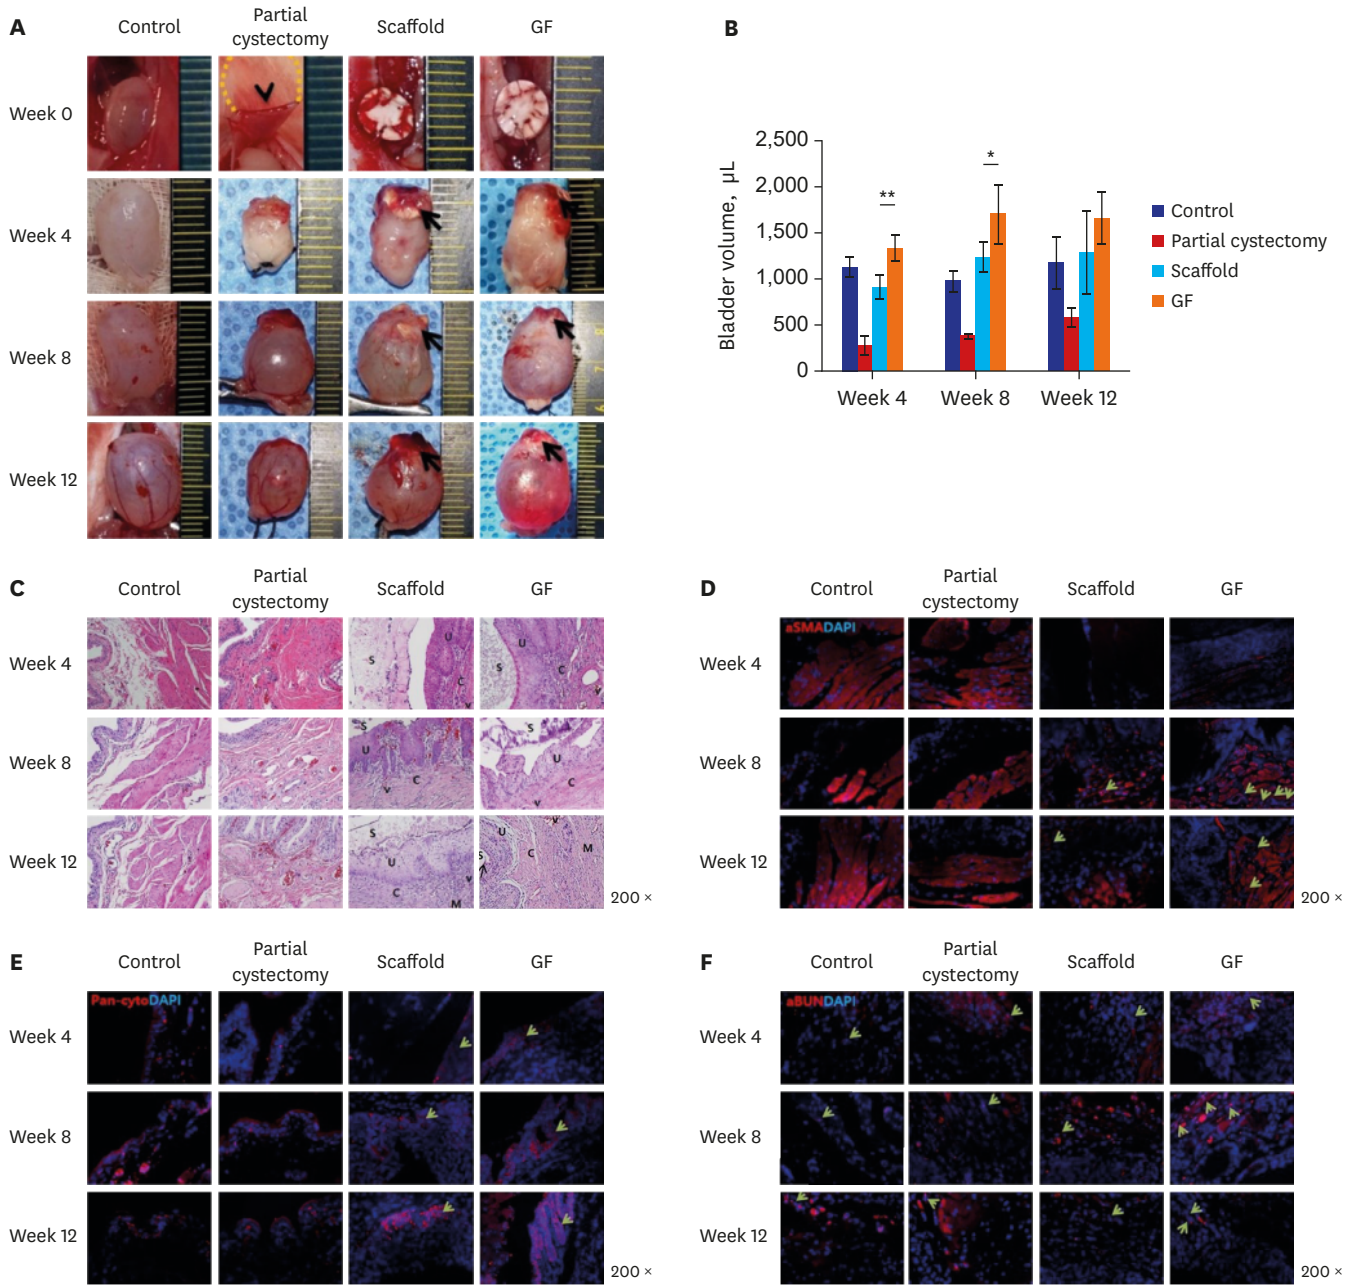 A
Control
Partial
cystectomy
Scaffold
GF
Week 0
Week 4
Week 8
Week 12
B
Bladder volume, μL
2,500
2,000
1,500
1,000
500
0
**
*
Week 4
Week 8
Week 12
Control
Partial cystectomy
Scaffold
GF
C
Control
Partial
cystectomy
Scaffold
GF
Week 4
S
U
C
v
S
U
C
v
Week 8
S
U
C
v
S
U
C
v
Week 12
S
S
U
C
v
M
U
S
C
v
M
200 ×
D
Control
Partial
cystectomy
Scaffold
GF
Week 4
aSMADAPI
Week 8
Week 12
200 ×
E
Control
Partial
cystectomy
Scaffold
GF
Week 4
Pan-cytoDAPI
Week 8
Week 12
200 ×
F
Control
Partial
cystectomy
Scaffold
GF
Week 4
aBUNDAPI
Week 8
Week 12
200 ×